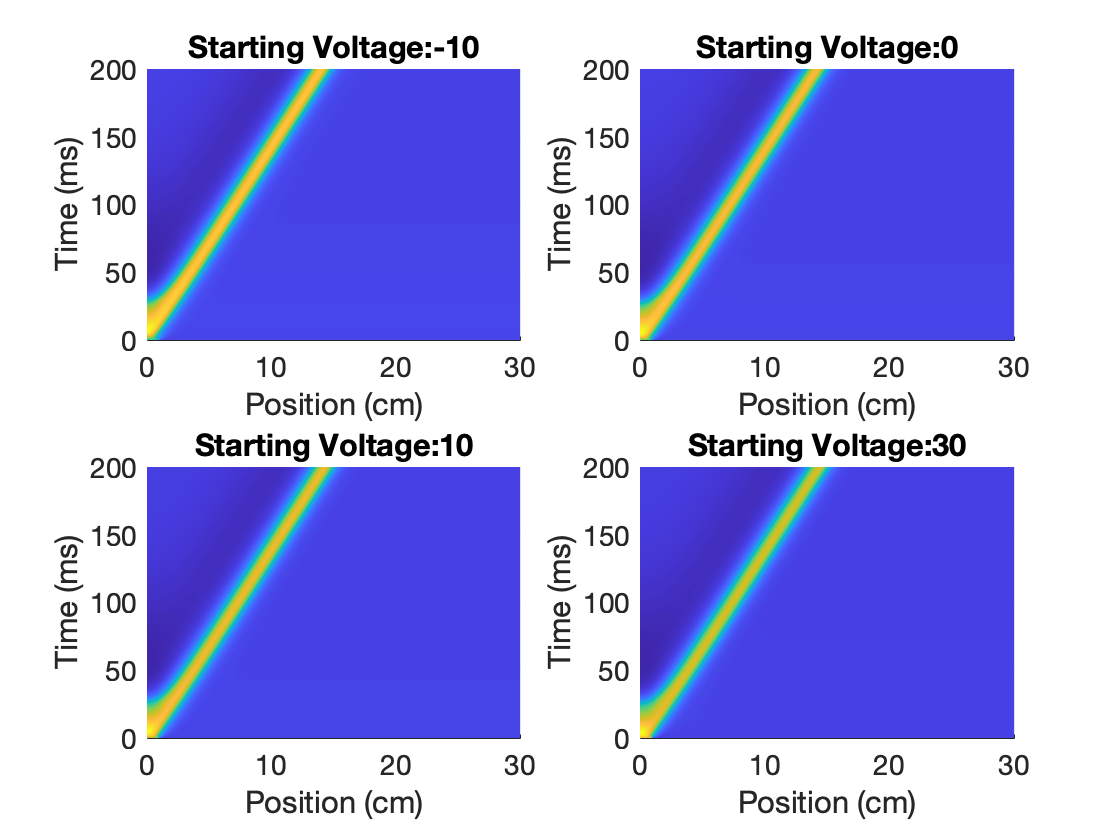 Starting Voltage:-10
200
150
100
50
0
Time (ms)
0 10 20 30
Position (cm)
Starting Voltage:0
200
150
100
50
0
Time (ms)
0 10 20 30
Position (cm)
Starting Voltage:10
200
150
100
50
0
Time (ms)
0 10 20 30
Position (cm)
Starting Voltage:30
200
150
100
50
0
Time (ms)
0 10 20 30
Position (cm)